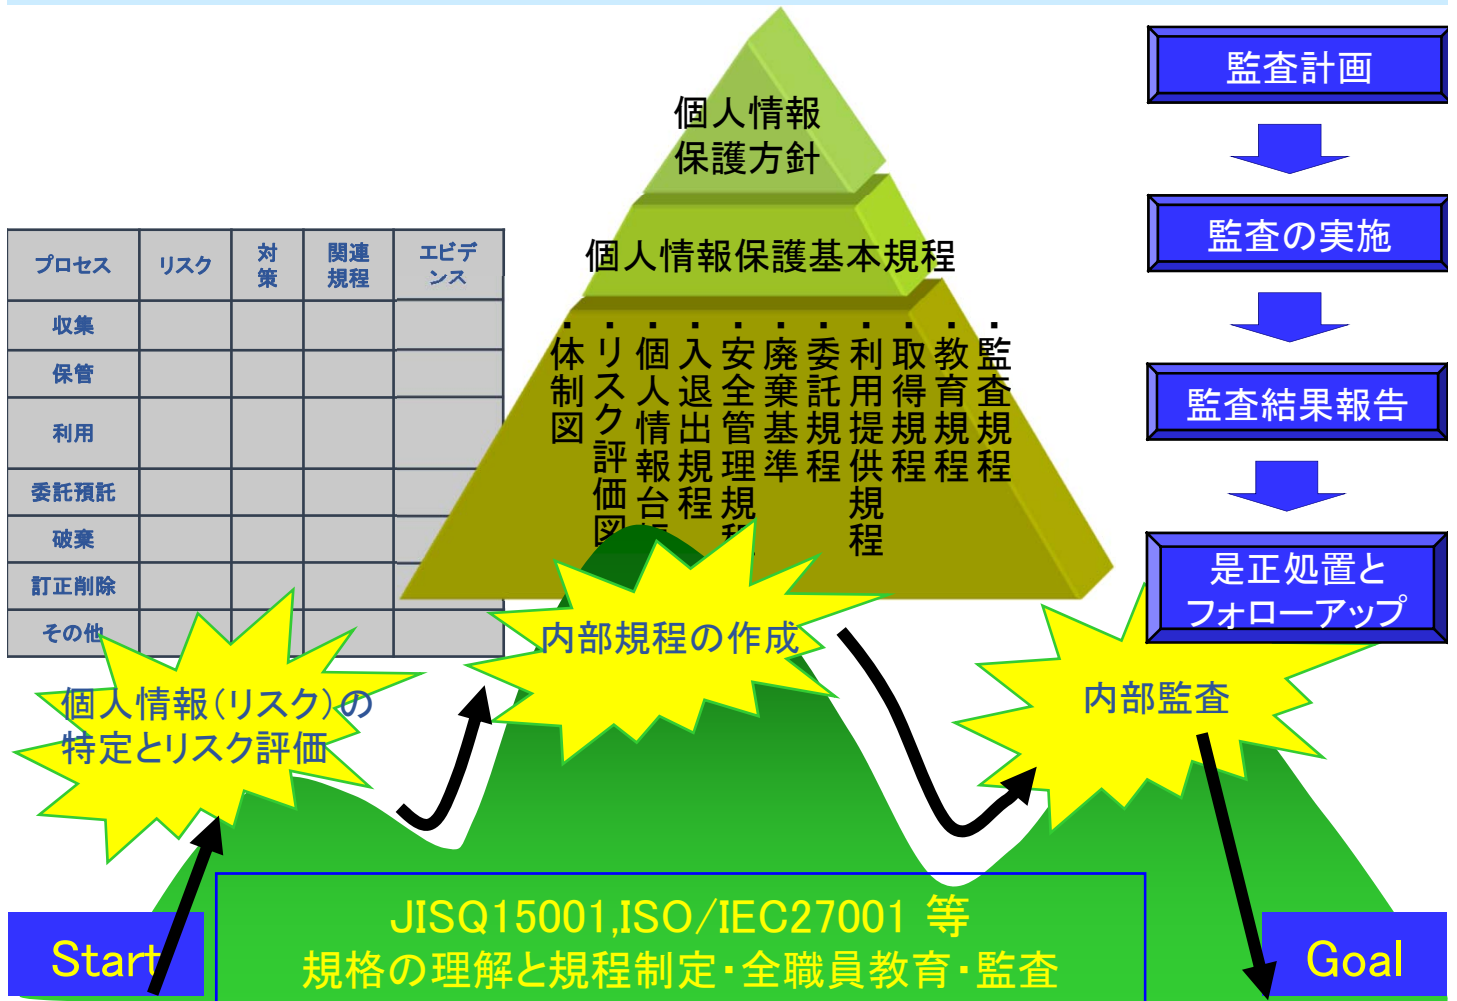 個人情報
保護方針
個人情報保護基本規程
・体制図
・リスク評価図
・個人情報台
・入退出規程
・安全管理規
・廃棄基準
・委託規程
・利用提供規程
・取得規程
・教育規程
・監査規程
プロセス
リスク
対
策
関連
規程
エビデ
ンス
収集
保管
利用
委託預託
破棄
訂正削除
その他
監査計画
監査の実施
監査結果報告
是正処置と
フォローアップ
個人情報(リスク)の
特定とリスク評価
内部規程の作成
内部監査
Start
JISQ15001,ISO/IEC27001 等
規格の理解と規程制定・全職員教育・監査
Goal